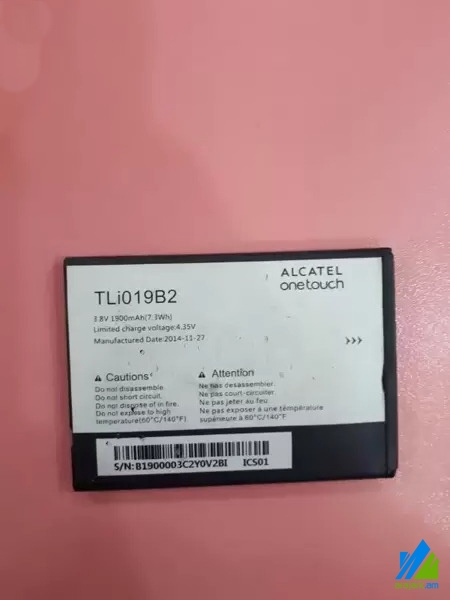 TLi019B2
3.8V 1900mAh(7.3Wh)
Limited charge voltage:4.35V
Manufactured Date:2014-11-27
ALCATEL
onetouch
>>>
Cautions
Do not disassemble.
Do not short circuit.
Do not dispose of in fire.
Do not expose to high
temperature(60°C/140°F)
Attention
Ne pas desassembler.
Ne pas court-circuiter.
Ne pas jeter au feu
Ne pas exposer à une température
supérieure à 60°C/140°F
S/N:B1900003C2Y0V2BI ICS01